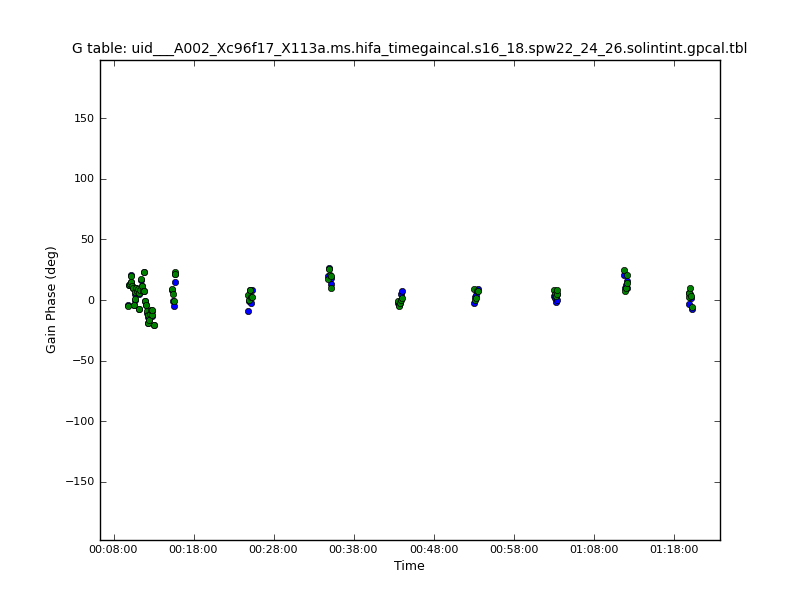 G table: uid___A002_Xc96f17_X113a.ms.hifa_timegaincal.s16_18.spw22_24_26.solintint.gpcal.tbl
150
100
50
0
−50
−100
−150
Gain Phase (deg)
00:08:00 00:18:00 00:28:00 00:38:00 00:48:00 00:58:00 01:08:00 01:18:00
Time